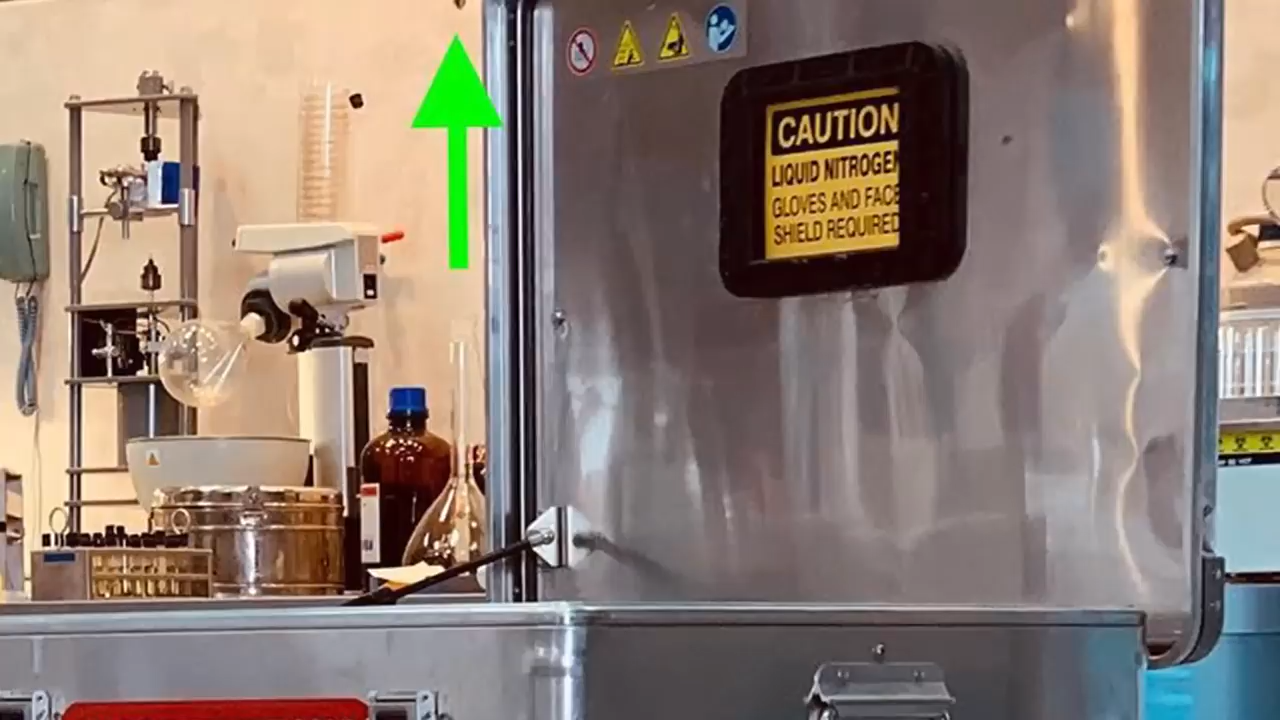 CAUTION
LIQUID NITROGEN
GLOVES AND FACE
SHIELD REQUIRED